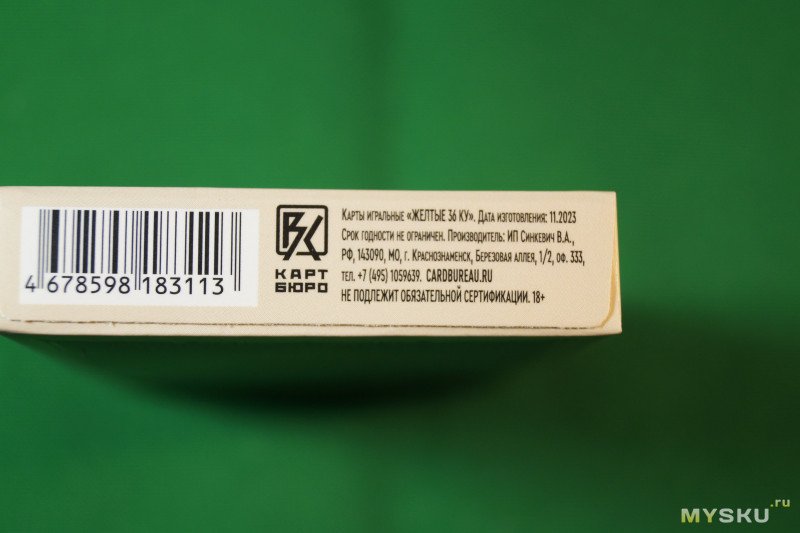 4 678598 183113
КАРТ
БЮРО
Карты игральные «ЖЕЛТЫЕ 36 КУ». Дата изготовления: 11.2023
Срок годности не ограничен. Производитель: ИП Синкевич В.А.,
РФ, 143090, МО, г. Краснознаменск, Березовая аллея, 1/2, оф. 333,
тел. +7 (495) 1059639. CARDBUREAU.RU
НЕ ПОДЛЕЖИТ ОБЯЗАТЕЛЬНОЙ СЕРТИФИКАЦИИ. 18+
MYSKU.ru